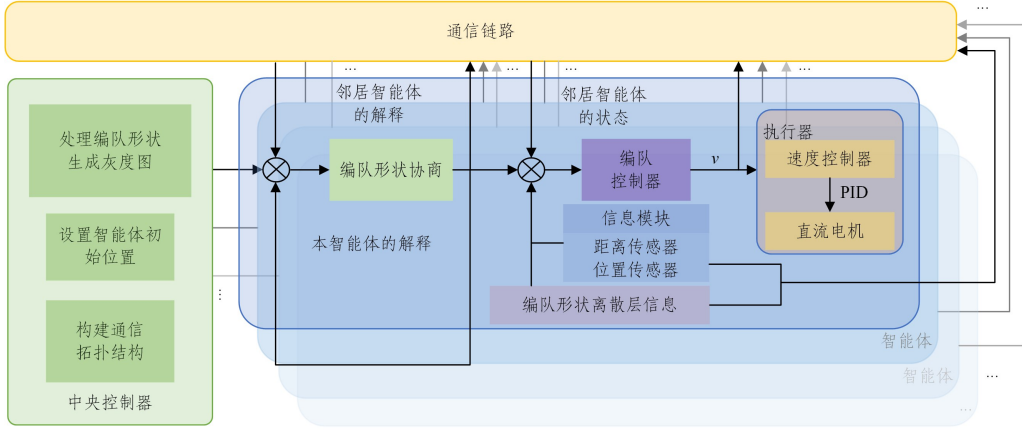 ...
通信链路
...
...
...
...
处理编队形状
生成灰度图
设置智能体初
始位置
...
构建通信
拓扑结构
中央控制器
邻居智能体
的解释
邻居智能体
的状态
编队形状协商
本智能体的解释
编队
控制器
v
执行器
速度控制器
PID
直流电机
信息模块
距离传感器
位置传感器
编队形状离散层信息
智能体
智能体
...
...